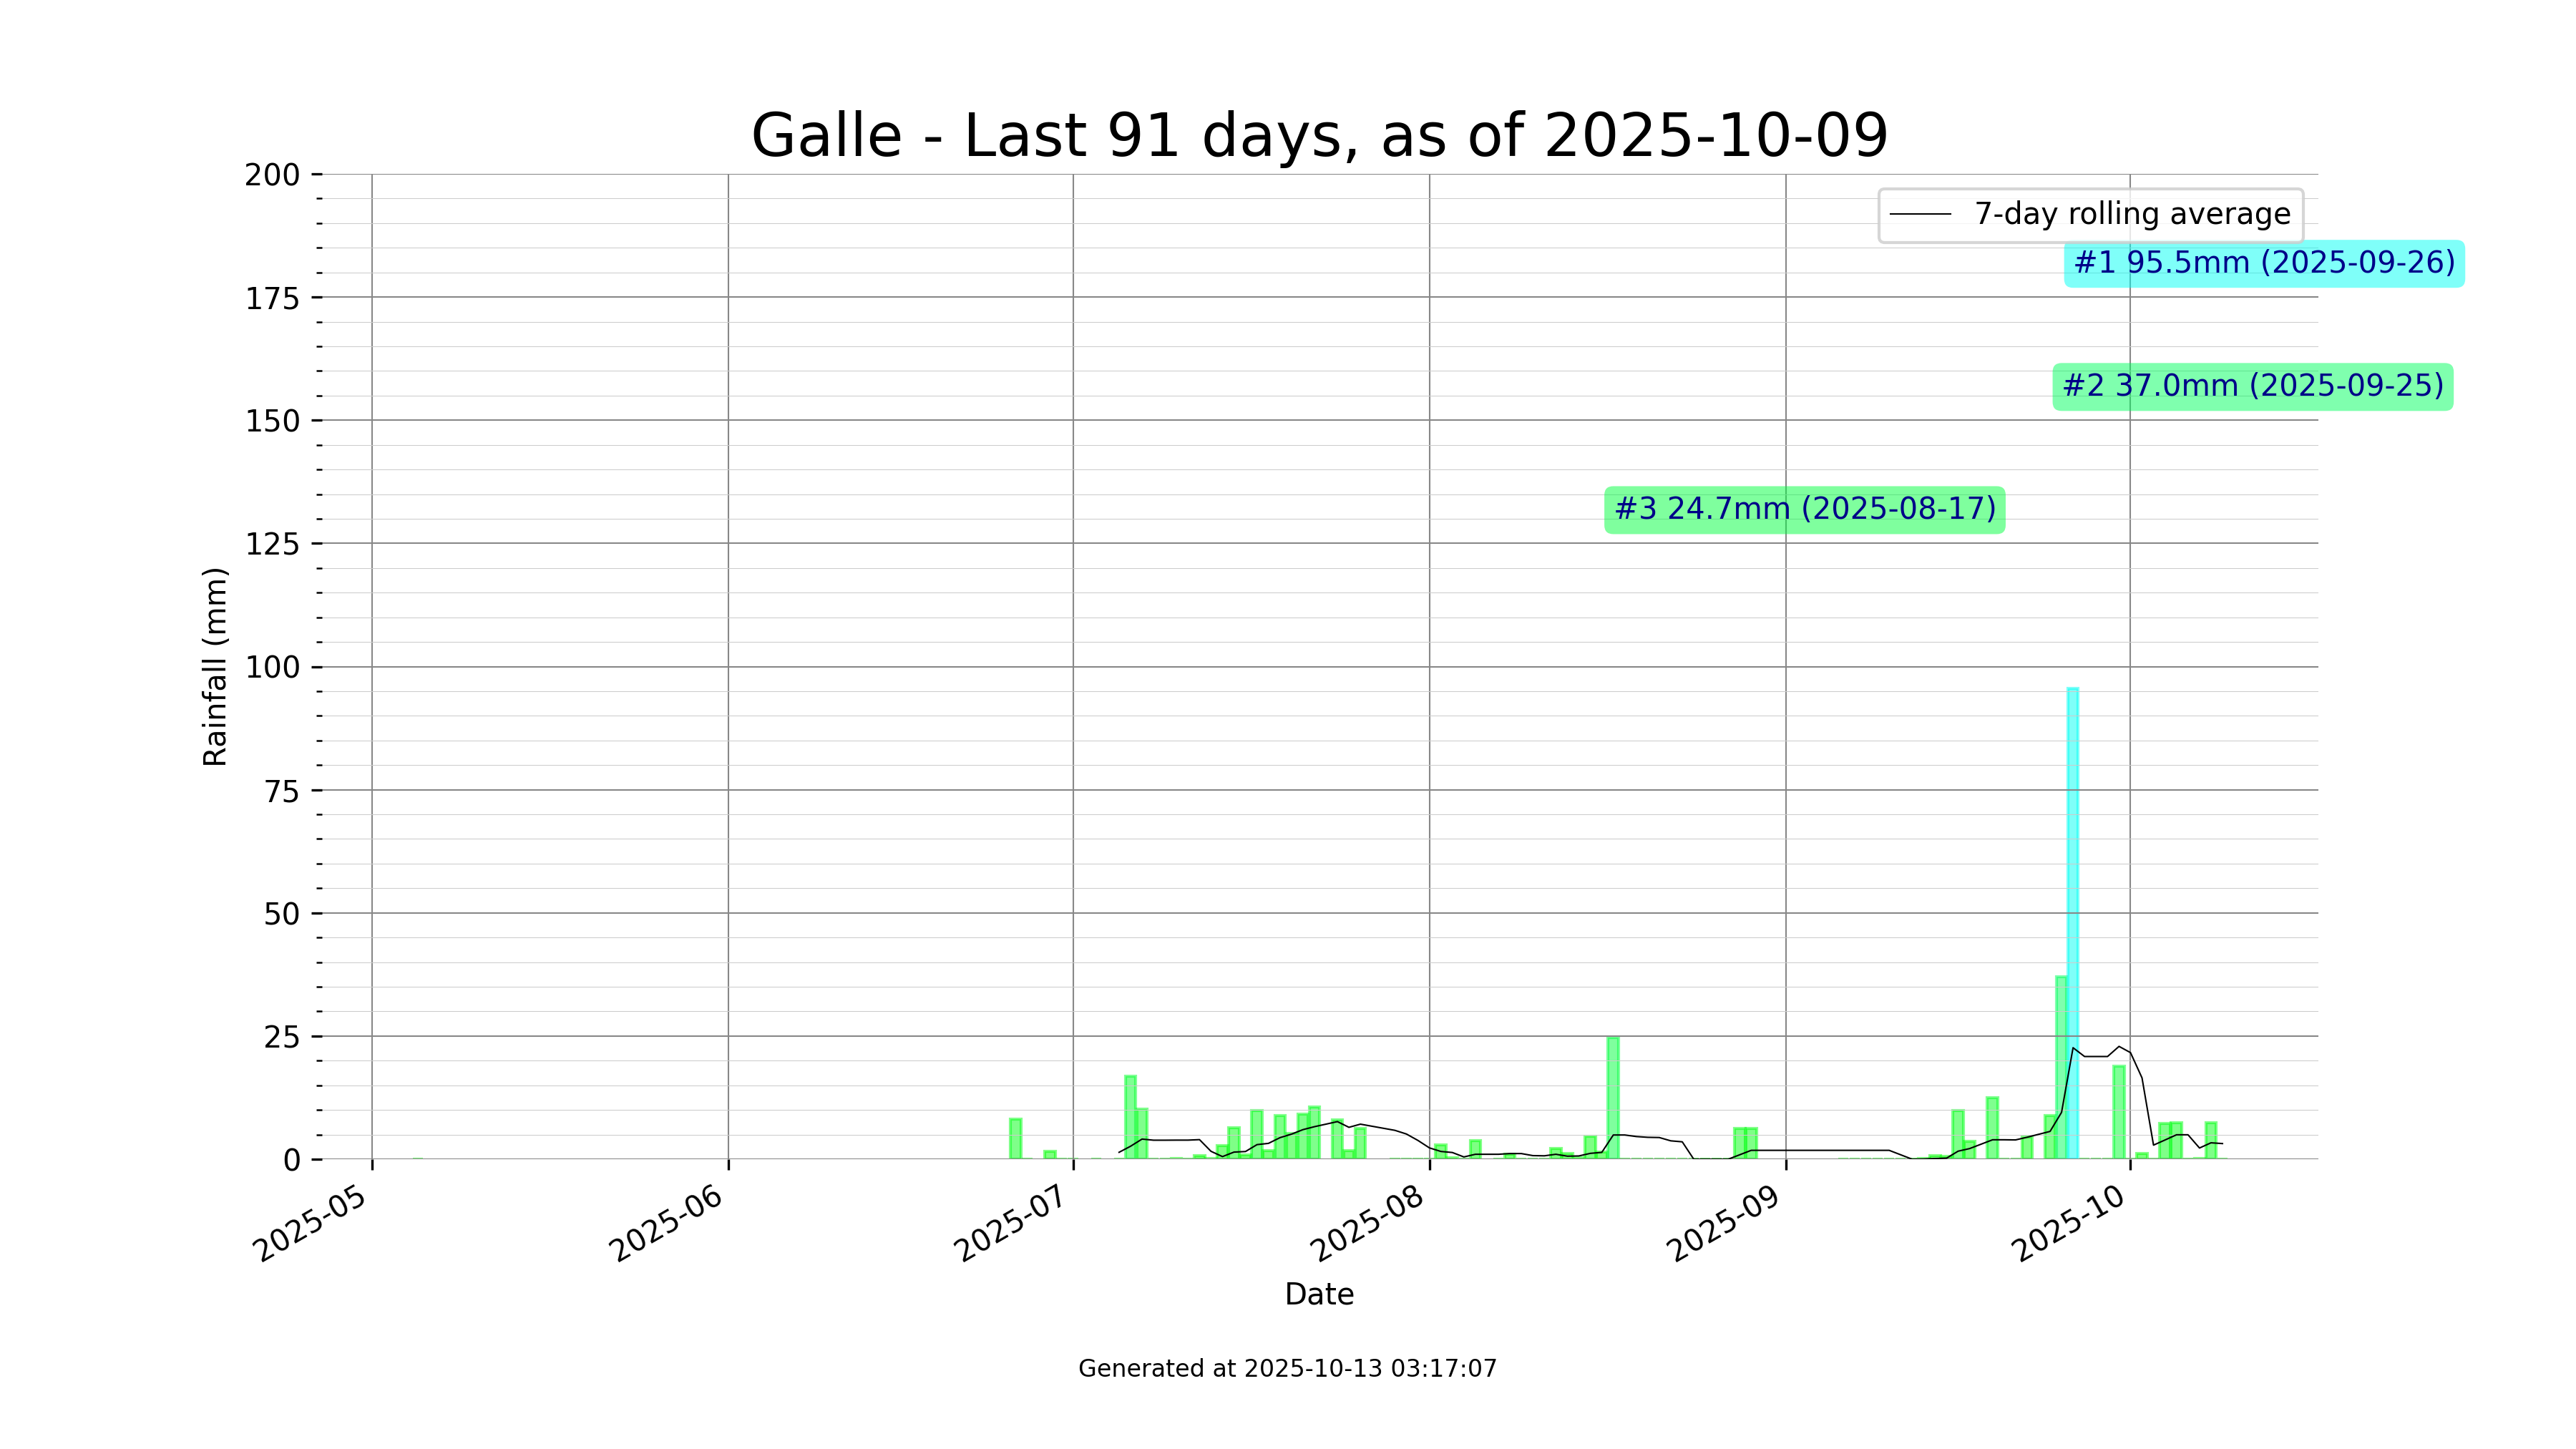 Galle - Last 91 days, as of 2025-10-09
200
175
150
125
100
75
50
25
0
Rainfall (mm)
7-day rolling average
#1 95.5mm (2025-09-26)
#2 37.0mm (2025-09-25)
#3 24.7mm (2025-08-17)
2025-05
2025-06
2025-07
2025-08
2025-09
2025-10
Date
Generated at 2025-10-13 03:17:07